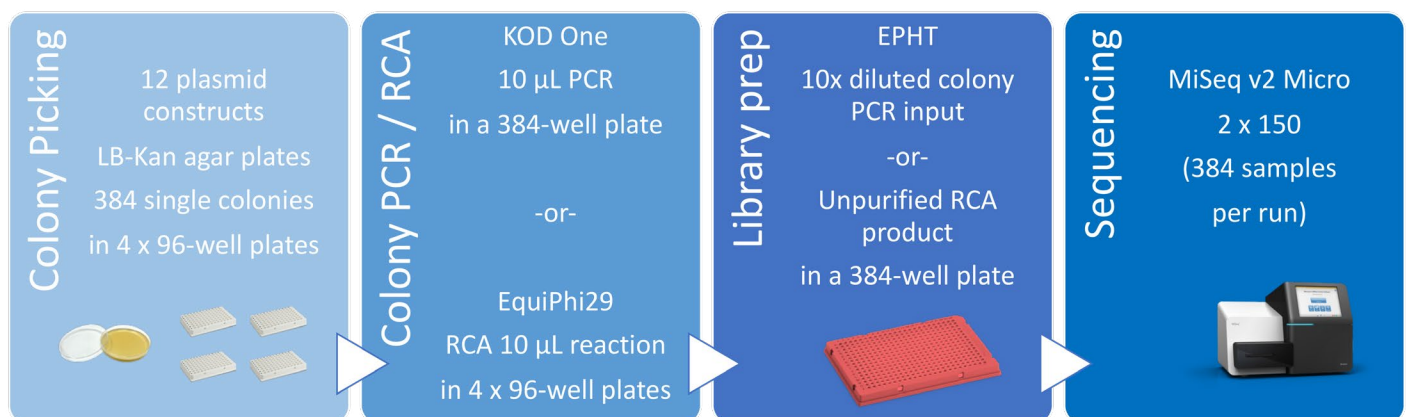 Colony Picking
12 plasmid
constructs
LB-Kan agar plates
384 single colonies
in 4 x 96-well plates
Colony PCR / RCA
KOD One
10 µL PCR
in a 384-well plate
-or-
EquiPhi29
RCA 10 µL reaction
in 4 x 96-well plates
Library prep
EPHT
10x diluted colony
PCR input
-or-
Unpurified RCA
product
in a 384-well plate
Sequencing
MiSeq v2 Micro
2 x 150
(384 samples
per run)